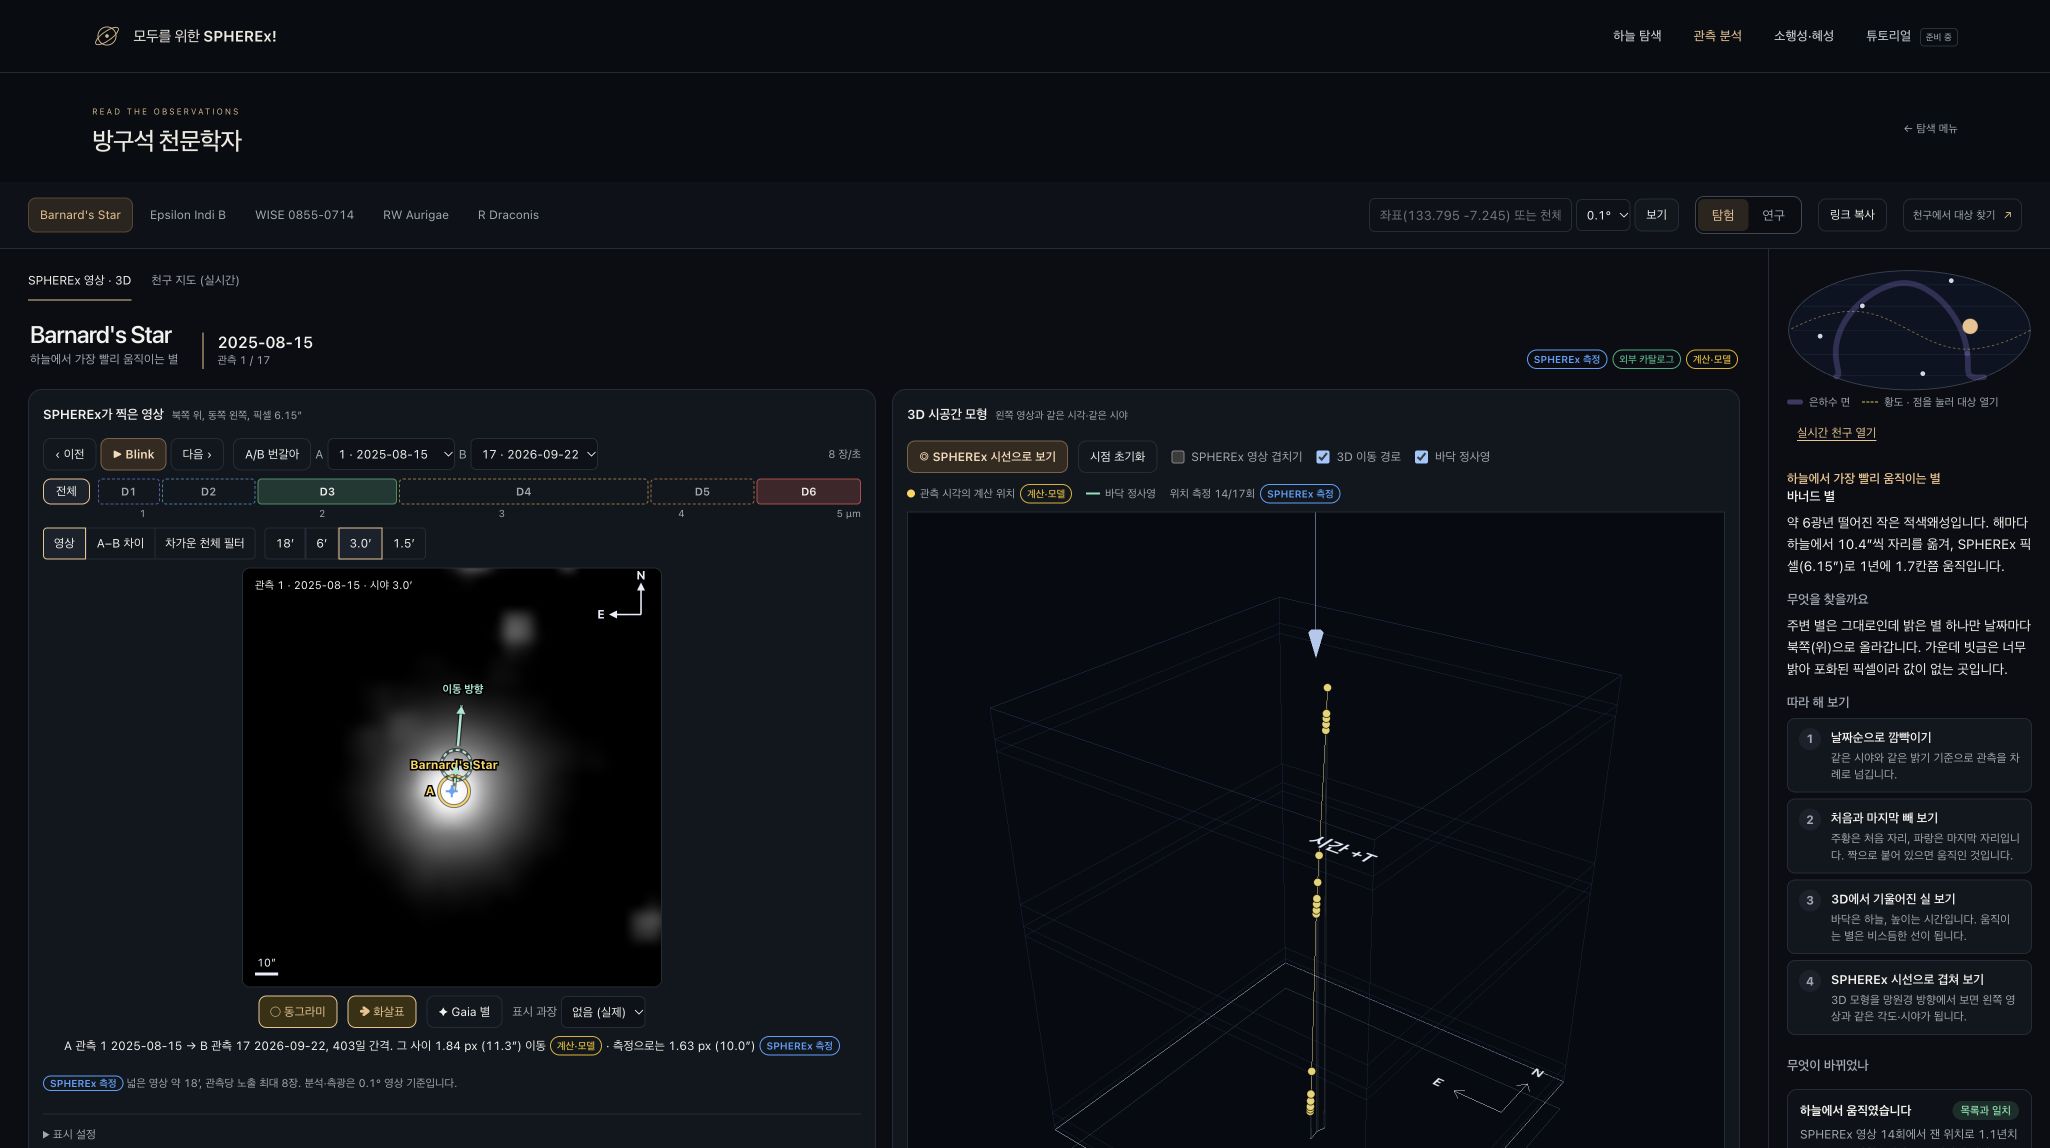 모두를 위한 SPHEREx!
하늘 탐색
관측 분석
소행성·혜성
튜토리얼 준비 중
READ THE OBSERVATIONS
방구석 천문학자
← 탐색 메뉴
Barnard's Star
Epsilon Indi B
WISE 0855-0714
RW Aurigae
R Draconis
좌표(133.795 -7.245) 또는 천체
0.1°
보기
탐험
연구
링크 복사
천구에서 대상 찾기 ↗
SPHEREx 영상 · 3D
천구 지도 (실시간)
Barnard's Star
하늘에서 가장 빨리 움직이는 별
2025-08-15
관측 1 / 17
SPHEREx 측정
외부 카탈로그
계산·모델
SPHEREx가 찍은 영상 북쪽 위, 동쪽 왼쪽, 픽셀 6.15″
‹ 이전
▶ Blink
다음 ›
A/B 번갈아
A
1 · 2025-08-15
B
17 · 2026-09-22
8 장/초
전체
D1
D2
D3
D4
D5
D6
1
2
3
4
5 μm
영상
A−B 차이
차가운 천체 필터
18′
6′
3.0′
1.5′
관측 1 · 2025-08-15 · 시야 3.0′
N
E
이동 방향
Barnard's Star
A
10″
○ 동그라미
➔ 화살표
✦ Gaia 별
표시 과장
없음 (실제)
A 관측 1 2025-08-15 → B 관측 17 2026-09-22, 403일 간격. 그 사이 1.84 px (11.3″) 이동 계산·모델 · 측정으로는 1.63 px (10.0″) SPHEREx 측정
SPHEREx 측정 넓은 영상 약 18′, 관측당 노출 최대 8장. 분석·측광은 0.1° 영상 기준입니다.
▶ 표시 설정
3D 시공간 모형 왼쪽 영상과 같은 시각·같은 시야
◎ SPHEREx 시선으로 보기
시점 초기화
SPHEREx 영상 겹치기
3D 이동 경로
바닥 정사영
관측 시각의 계산 위치 계산·모델
바닥 정사영
위치 측정 14/17회 SPHEREx 측정
시간 +T
E
N
은하수 면
황도 · 점을 눌러 대상 열기
실시간 천구 열기
하늘에서 가장 빨리 움직이는 별
바너드 별
약 6광년 떨어진 작은 적색왜성입니다. 해마다
하늘에서 10.4″씩 자리를 옮겨, SPHEREx 픽
셀(6.15″)로 1년에 1.7칸쯤 움직입니다.
무엇을 찾을까요
주변 별은 그대로인데 밝은 별 하나만 날짜마다
북쪽(위)으로 올라갑니다. 가운데 빗금은 너무
밝아 포화된 픽셀이라 값이 없는 곳입니다.
따라 해 보기
1
날짜순으로 깜빡이기
같은 시야와 같은 밝기 기준으로 관측을 차
례로 넘깁니다.
2
처음과 마지막 빼 보기
주황은 처음 자리, 파랑은 마지막 자리입니
다. 짝으로 붙어 있으면 움직인 것입니다.
3
3D에서 기울어진 실 보기
바닥은 하늘, 높이는 시간입니다. 움직이
는 별은 비스듬한 선이 됩니다.
4
SPHEREx 시선으로 겹쳐 보기
3D 모형을 망원경 방향에서 보면 왼쪽 영
상과 같은 각도·시야가 됩니다.
무엇이 바뀌었나
하늘에서 움직였습니다
목록과 일치
SPHEREx 영상 14회에서 잰 위치로 1.1년치